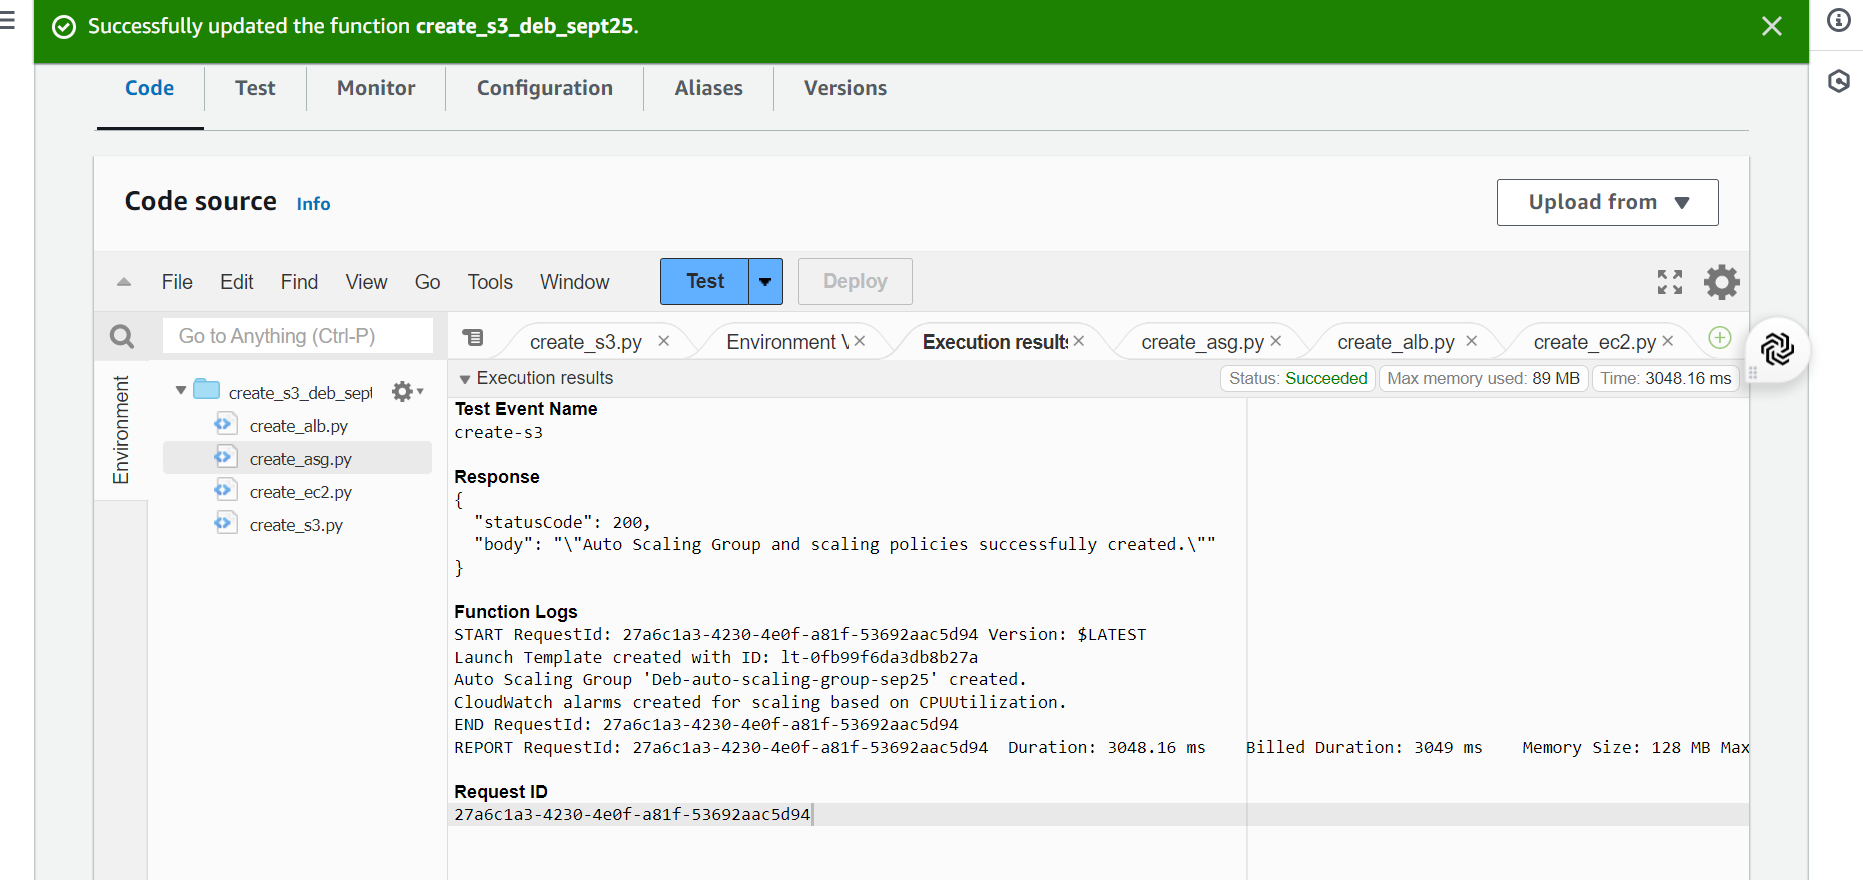 Successfully updated the function create_s3_deb_sept25.
Code
Test
Monitor
Configuration
Aliases
Versions
Code source Info
Upload from
File
Edit
Find
View
Go
Tools
Window
Test
Deploy
Go to Anything (Ctrl-P)
create_s3.py
Environment
Execution results
create_asg.py
create_alb.py
create_ec2.py
Environment
create_s3_deb_sept
create_alb.py
create_asg.py
create_ec2.py
create_s3.py
Execution results
Status: Succeeded
Max memory used: 89 MB
Time: 3048.16 ms
Test Event Name
create-s3
Response
{
"statusCode": 200,
"body": "\"Auto Scaling Group and scaling policies successfully created.\""
}
Function Logs
START RequestId: 27a6c1a3-4230-4e0f-a81f-53692aac5d94 Version: $LATEST
Launch Template created with ID: lt-0fb99f6da3db8b27a
Auto Scaling Group 'Deb-auto-scaling-group-sep25' created.
CloudWatch alarms created for scaling based on CPUUtilization.
END RequestId: 27a6c1a3-4230-4e0f-a81f-53692aac5d94
REPORT RequestId: 27a6c1a3-4230-4e0f-a81f-53692aac5d94 Duration: 3048.16 ms Billed Duration: 3049 ms Memory Size: 128 MB Max
Request ID
27a6c1a3-4230-4e0f-a81f-53692aac5d94